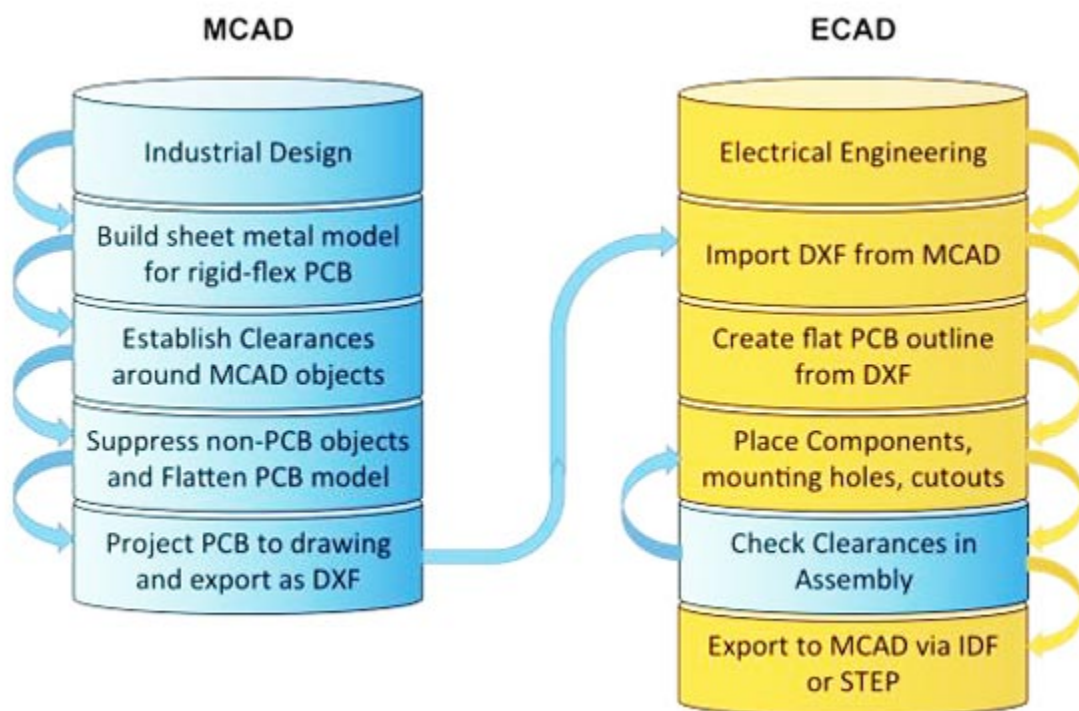 MCAD
Industrial Design
Build sheet metal model
for rigid-flex PCB
Establish Clearances
around MCAD objects
Suppress non-PCB objects
and Flatten PCB model
Project PCB to drawing
and export as DXF
ECAD
Electrical Engineering
Import DXF from MCAD
Create flat PCB outline
from DXF
Place Components,
mounting holes, cutouts
Check Clearances in
Assembly
Export to MCAD via IDF
or STEP